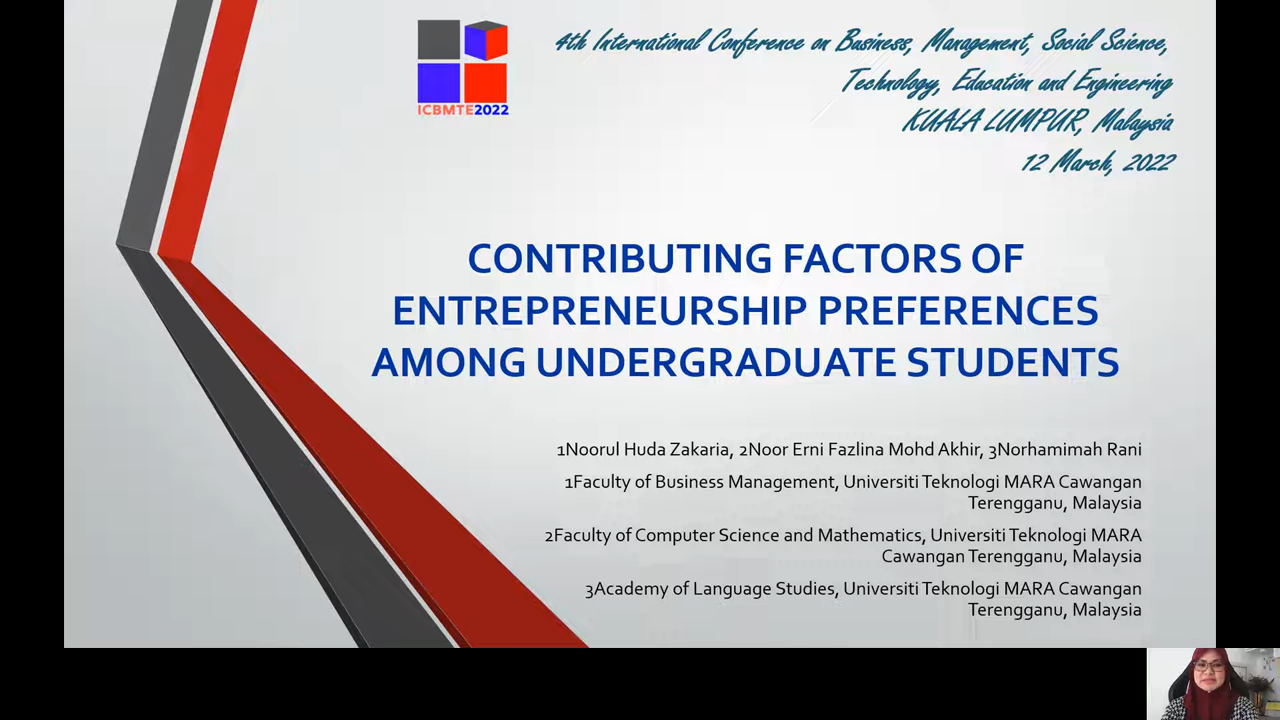 ICBMTE2022
4th International Conference on Business, Management, Social Science,
Technology, Education and Engineering
KUALA LUMPUR, Malaysia
12 March, 2022
CONTRIBUTING FACTORS OF
ENTREPRENEURSHIP PREFERENCES
AMONG UNDERGRADUATE STUDENTS
1Noorul Huda Zakaria, 2Noor Erni Fazlina Mohd Akhir, 3Norhamimah Rani
1Faculty of Business Management, Universiti Teknologi MARA Cawangan
Terengganu, Malaysia
2Faculty of Computer Science and Mathematics, Universiti Teknologi MARA
Cawangan Terengganu, Malaysia
3Academy of Language Studies, Universiti Teknologi MARA Cawangan
Terengganu, Malaysia